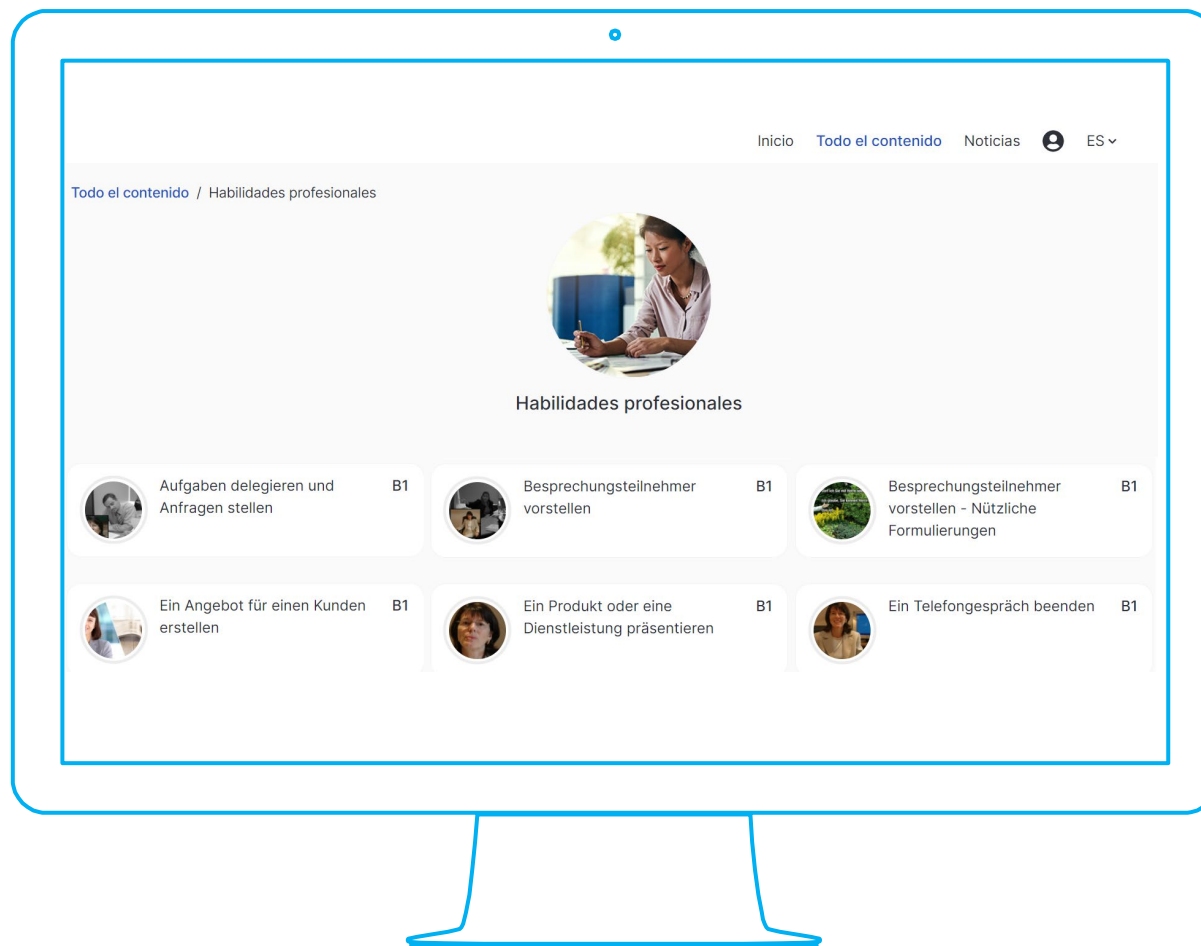 Inicio Todo el contenido Noticias ES
Todo el contenido / Habilidades profesionales
Habilidades profesionales
Aufgaben delegieren und
Anfragen stellen
B1
Besprechungsteilnehmer
vorstellen
B1
Besprechungsteilnehmer
vorstellen - Nützliche
Formulierungen
B1
Ein Angebot für einen Kunden
erstellen
B1
Ein Produkt oder eine
Dienstleistung präsentieren
B1
Ein Telefongespräch beenden
B1